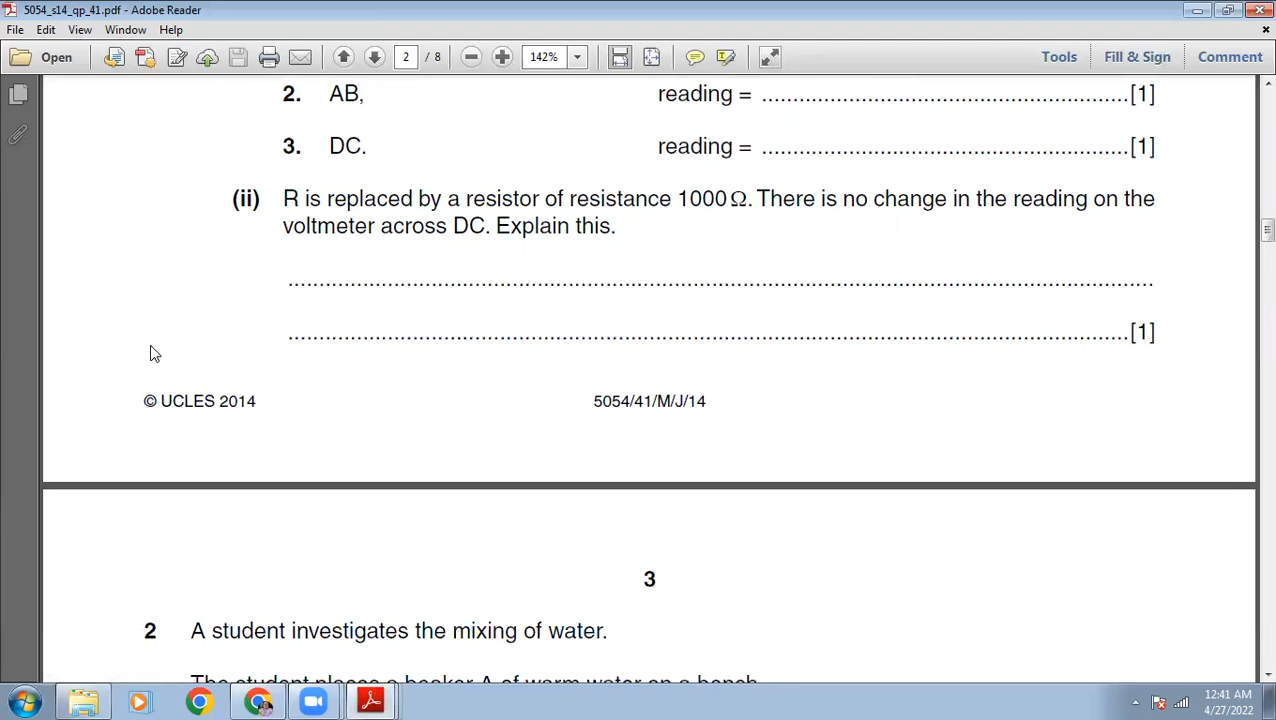 5054_s14_qp_41.pdf - Adobe Reader
File Edit View Window Help
Open 2 / 8 142% Tools Fill & Sign Comment
2. AB, reading = ............................................................[1]
3. DC. reading = ............................................................[1]
(ii) R is replaced by a resistor of resistance 1000 Ω. There is no change in the reading on the
voltmeter across DC. Explain this.
..........................................................................................................................................
......................................................................................................................................[1]
© UCLES 2014 5054/41/M/J/14
3
2 A student investigates the mixing of water.
The student places a beaker A of warm water on a bench.
12:41 AM
4/27/2022